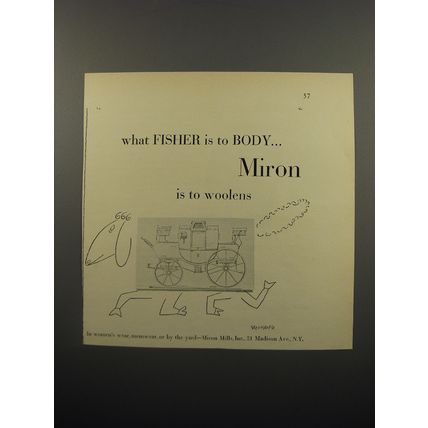 57
what FISHER is to BODY...
Miron
is to woolens
in women's wear, menswear, or by the yard—Miron Mills, Inc., 21 Madison Ave., N.Y.